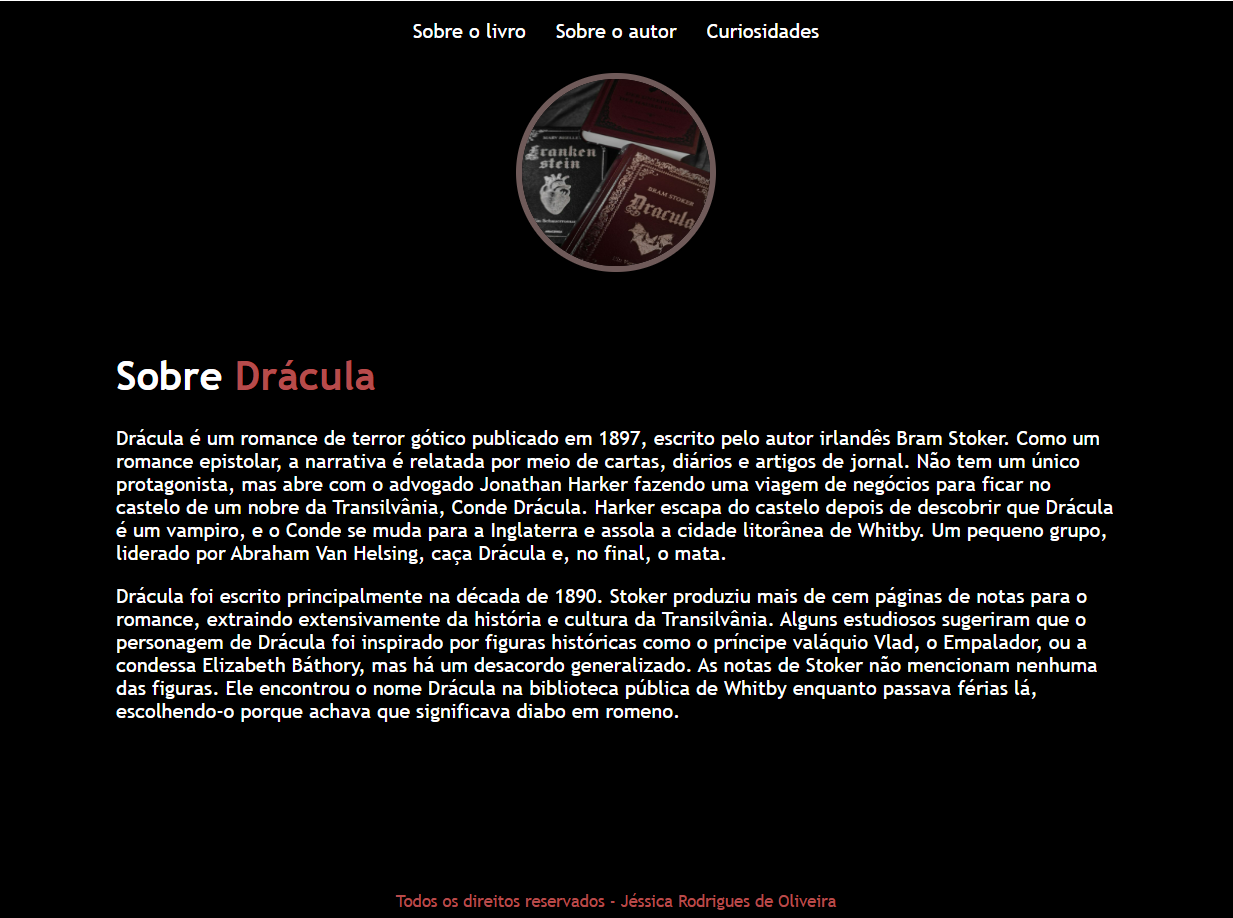 Sobre o livro Sobre o autor Curiosidades
MARY SHELLEY
Franken
stein
BRAM STOKER
Dracula
Sobre Drácula
Drácula é um romance de terror gótico publicado em 1897, escrito pelo autor irlandês Bram Stoker. Como um
romance epistolar, a narrativa é relatada por meio de cartas, diários e artigos de jornal. Não tem um único
protagonista, mas abre com o advogado Jonathan Harker fazendo uma viagem de negócios para ficar no
castelo de um nobre da Transilvânia, Conde Drácula. Harker escapa do castelo depois de descobrir que Drácula
é um vampiro, e o Conde se muda para a Inglaterra e assola a cidade litorânea de Whitby. Um pequeno grupo,
liderado por Abraham Van Helsing, caça Drácula e, no final, o mata.
Drácula foi escrito principalmente na década de 1890. Stoker produziu mais de cem páginas de notas para o
romance, extraindo extensivamente da história e cultura da Transilvânia. Alguns estudiosos sugeriram que o
personagem de Drácula foi inspirado por figuras históricas como o príncipe valáquio Vlad, o Empalador, ou a
condessa Elizabeth Báthory, mas há um desacordo generalizado. As notas de Stoker não mencionam nenhuma
das figuras. Ele encontrou o nome Drácula na biblioteca pública de Whitby enquanto passava férias lá,
escolhendo-o porque achava que significava diabo em romeno.
Todos os direitos reservados - Jéssica Rodrigues de Oliveira